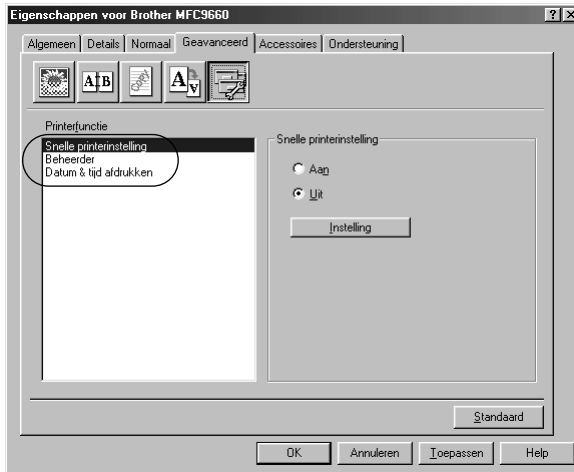 Eigenschappen voor Brother MFC9660
Algemeen Details Normaal Geavanceerd Accessoires Ondersteuning
A B
A A
Printerfunctie
Snelle printerinstelling
Beheerder
Datum & tijd afdrukken
Snelle printerinstelling
Aan
Uit
Instelling
Standaard
OK Annuleren Toepassen Help